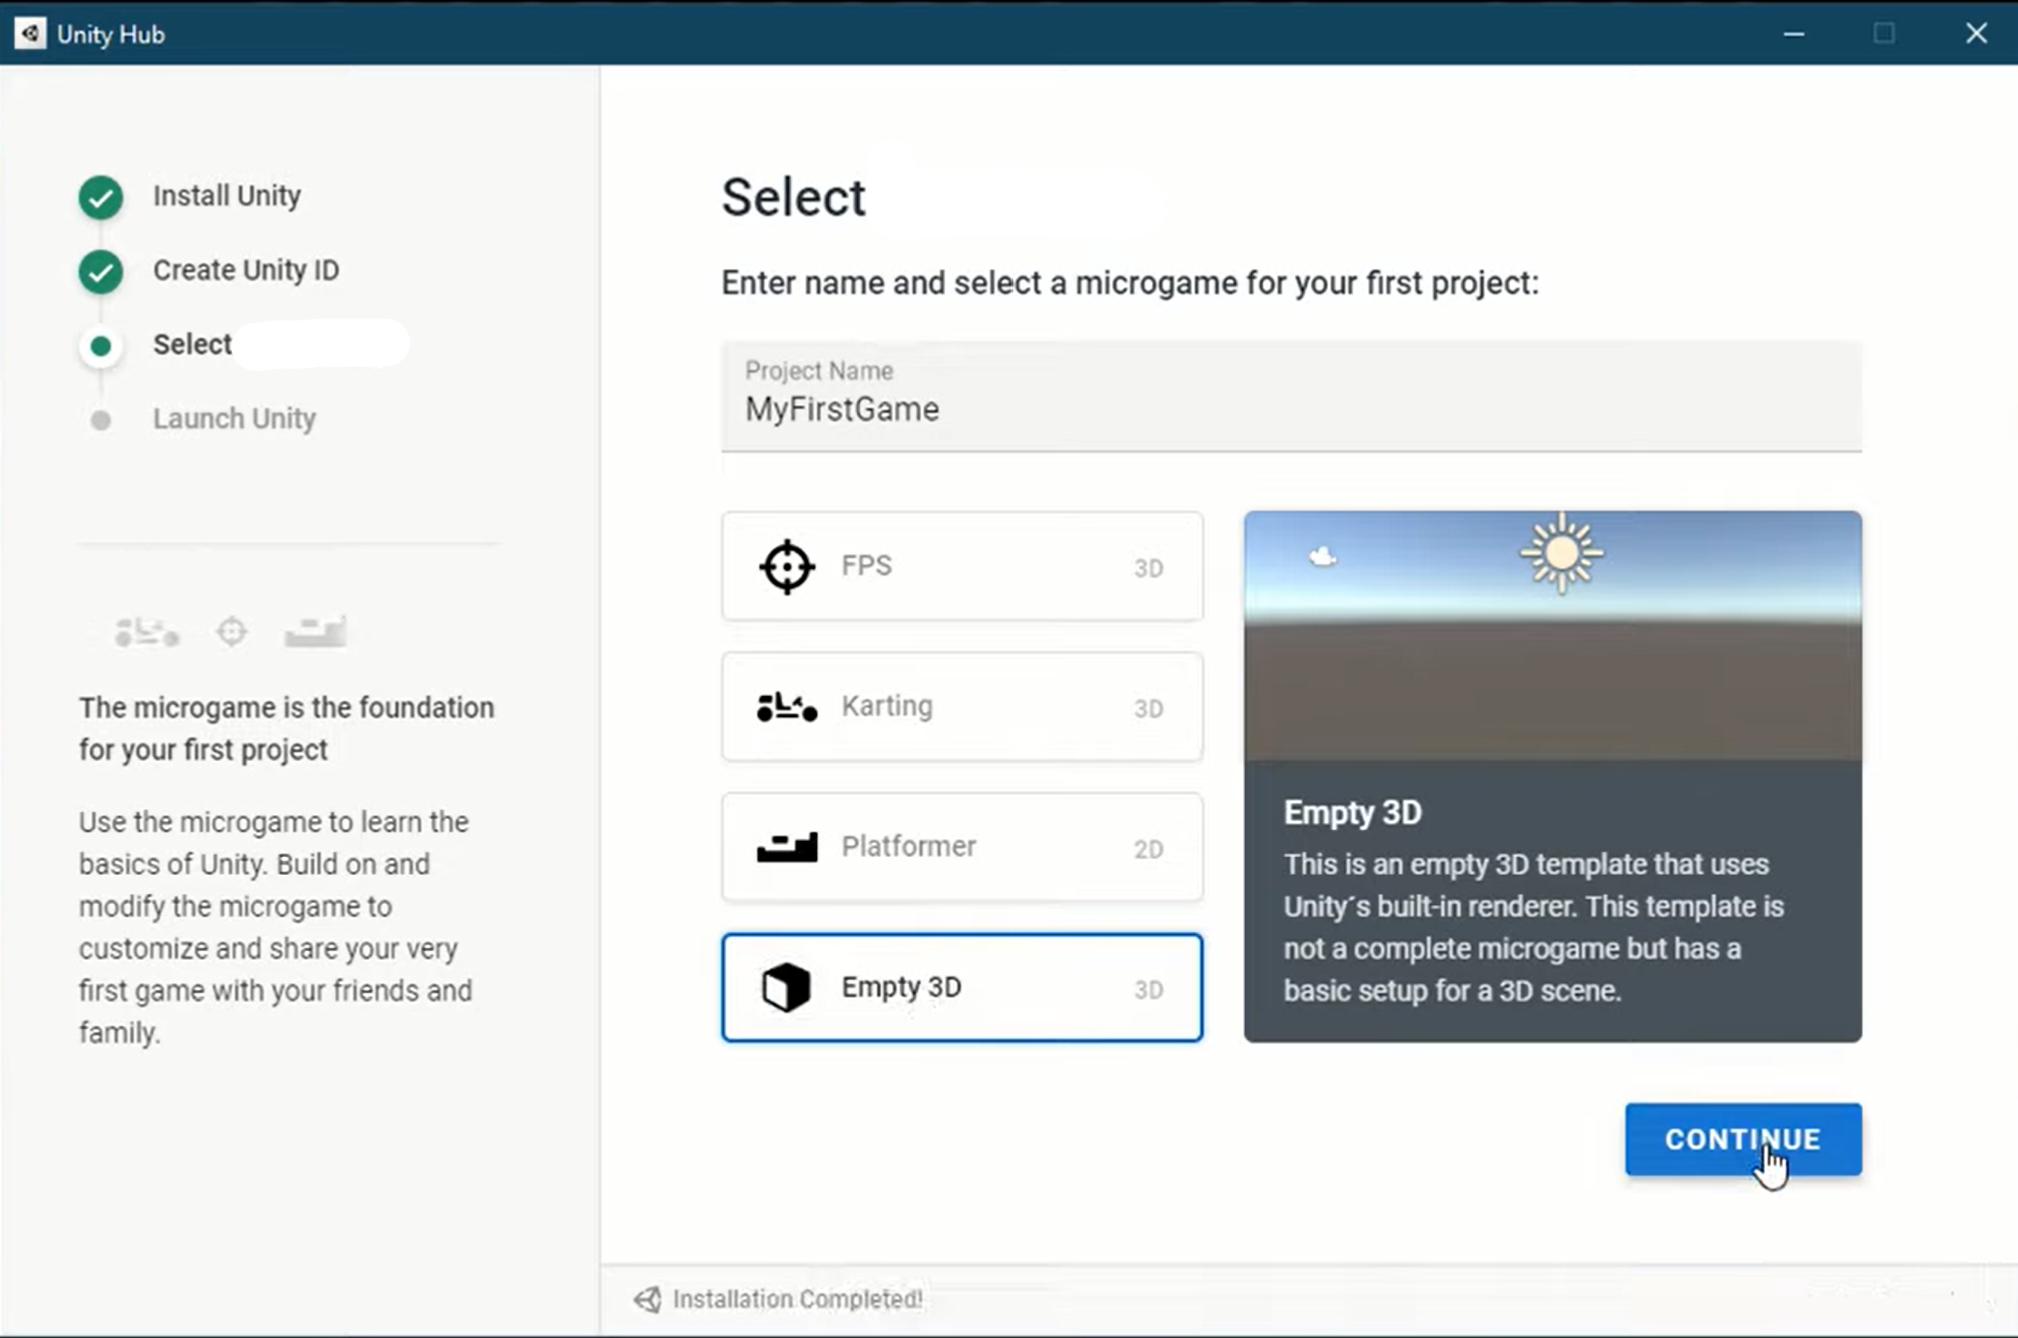 Unity Hub
Install Unity
Create Unity ID
Select
Launch Unity
The microgame is the foundation
for your first project
Use the microgame to learn the
basics of Unity. Build on and
modify the microgame to
customize and share your very
first game with your friends and
family.
Select
Enter name and select a microgame for your first project:
Project Name
MyFirstGame
FPS 3D
Karting 3D
Platformer 2D
Empty 3D 3D
Empty 3D
This is an empty 3D template that uses
Unity´s built-in renderer. This template is
not a complete microgame but has a
basic setup for a 3D scene.
CONTINUE
Installation Completed!